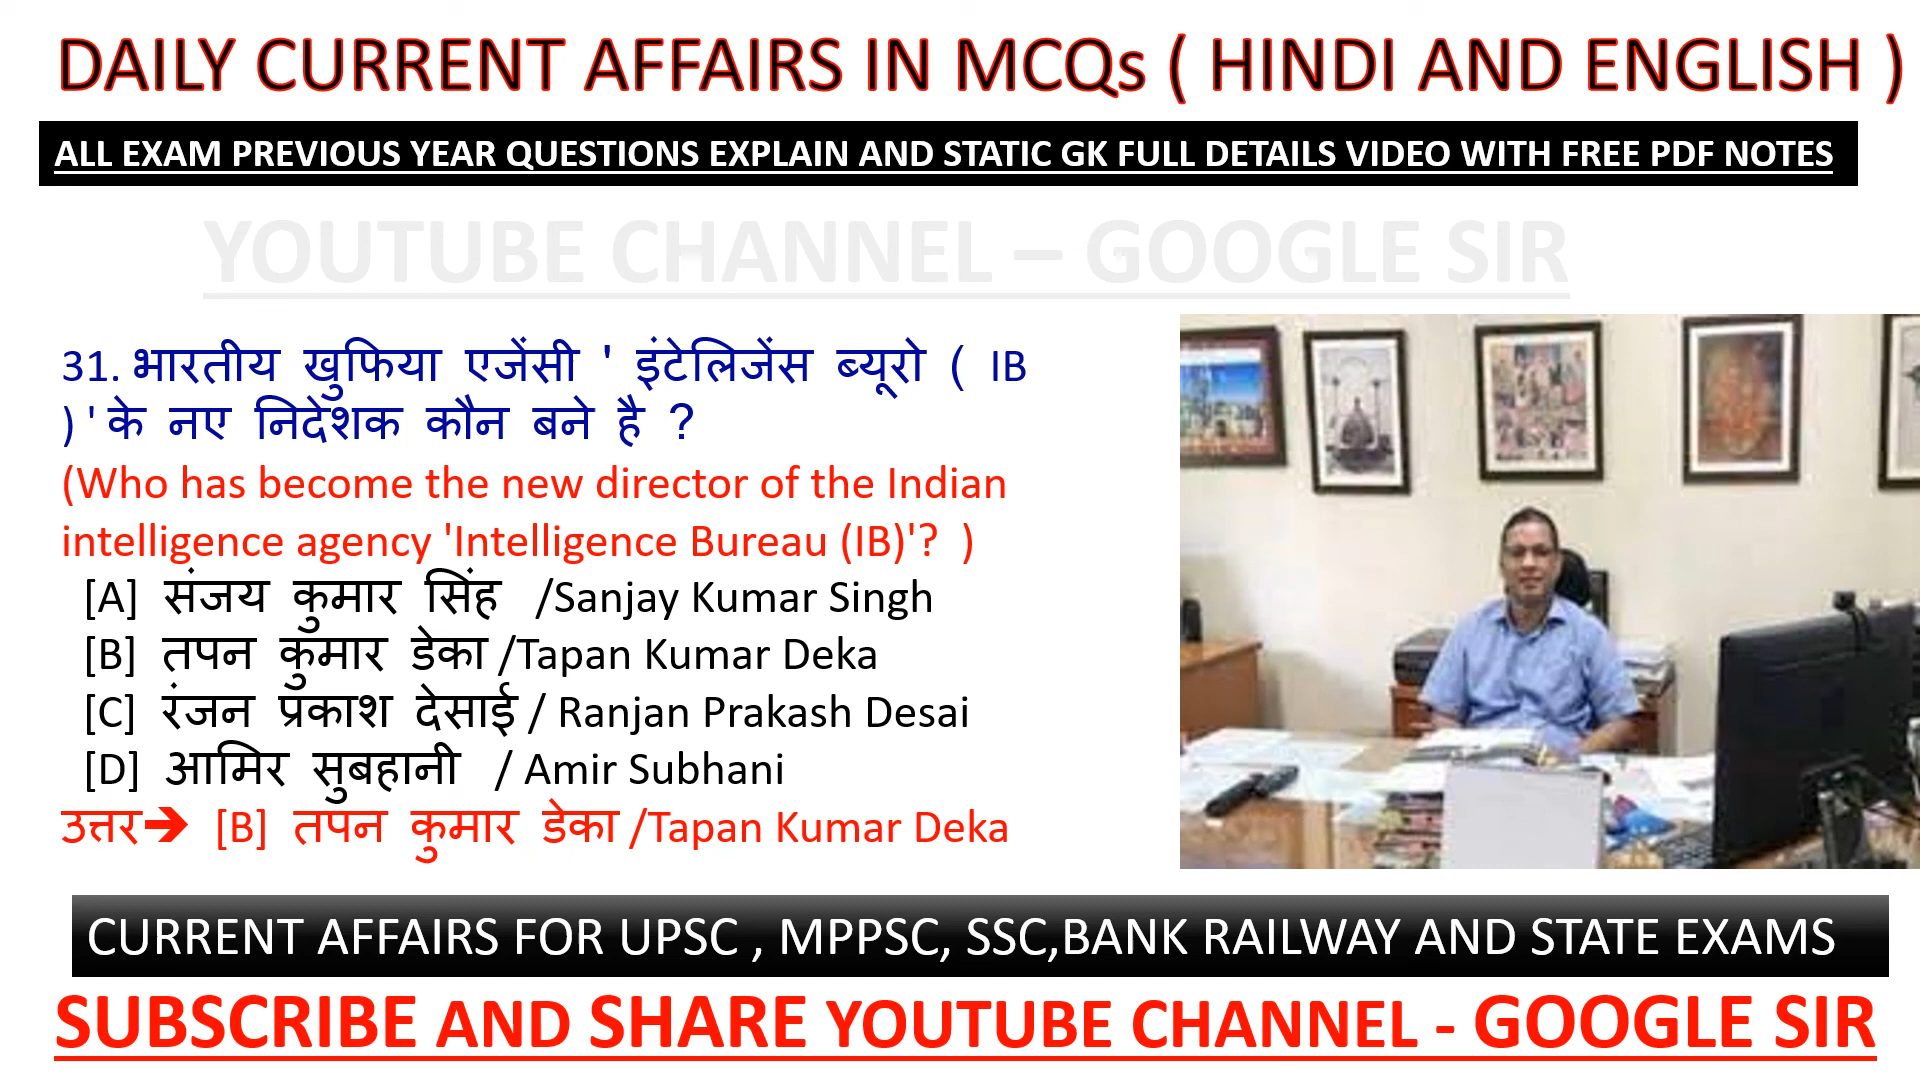 DAILY CURRENT AFFAIRS IN MCQs ( HINDI AND ENGLISH )
ALL EXAM PREVIOUS YEAR QUESTIONS EXPLAIN AND STATIC GK FULL DETAILS VIDEO WITH FREE PDF NOTES
YOUTUBE CHANNEL – GOOGLE SIR
31. भारतीय खुफिया एजेंसी ' इंटेलिजेंस ब्यूरो ( IB
) ' के नए निदेशक कौन बने है ?
(Who has become the new director of the Indian
intelligence agency 'Intelligence Bureau (IB)'? )
[A] संजय कुमार सिंह /Sanjay Kumar Singh
[B] तपन कुमार डेका /Tapan Kumar Deka
[C] रंजन प्रकाश देसाई / Ranjan Prakash Desai
[D] आमिर सुबहानी / Amir Subhani
उत्तर➔ [B] तपन कुमार डेका /Tapan Kumar Deka
CURRENT AFFAIRS FOR UPSC , MPPSC, SSC,BANK RAILWAY AND STATE EXAMS
SUBSCRIBE AND SHARE YOUTUBE CHANNEL - GOOGLE SIR